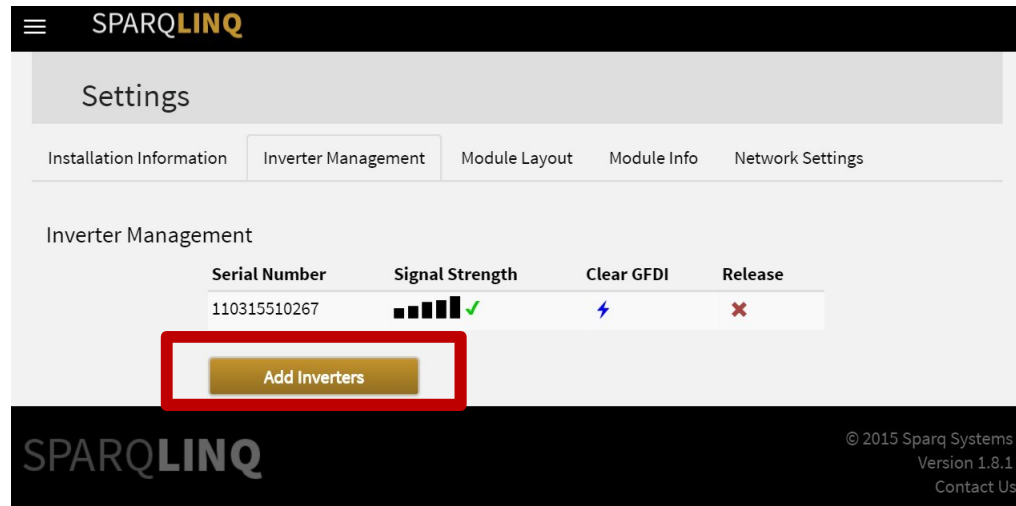 SPARQLINQ
Settings
Installation Information Inverter Management Module Layout Module Info Network Settings
Inverter Management
Serial Number Signal Strength Clear GFDI Release
110315510267
Add Inverters
SPARQLINQ
© 2015 Sparq Systems
Version 1.8.1
Contact Us